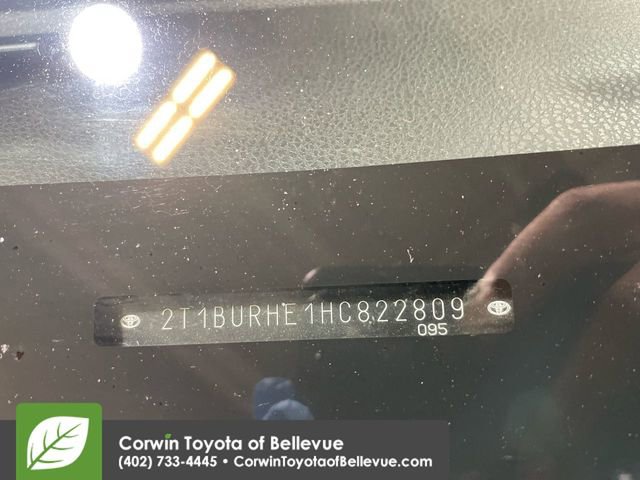 2T1BURHE1HC822809
095
Corwin Toyota of Bellevue
(402) 733-4445 • CorwinToyotaofBellevue.com